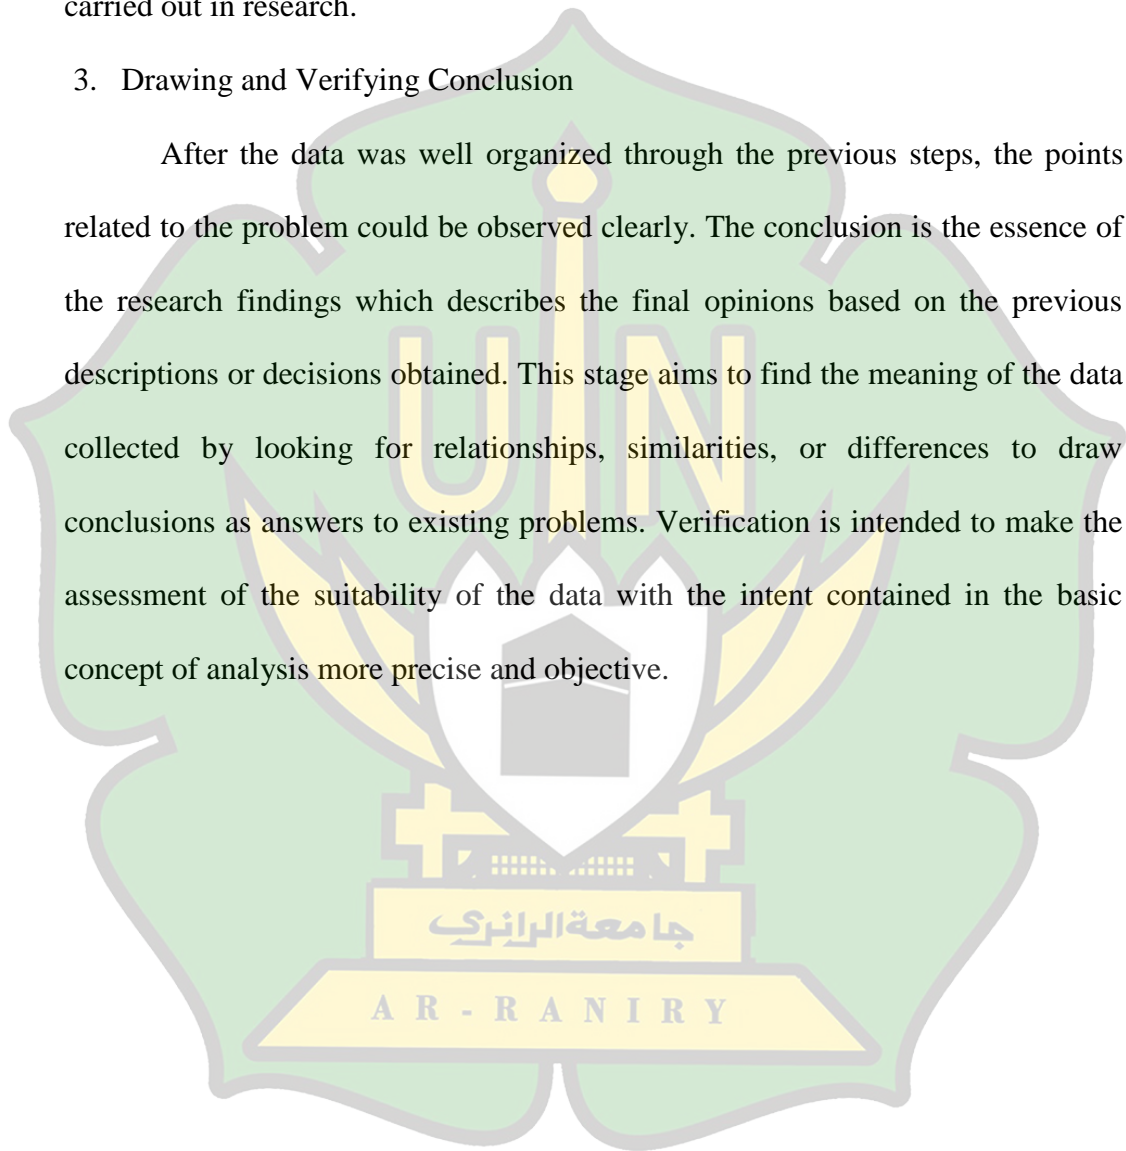 carried out in research.
3. Drawing and Verifying Conclusion
After the data was well organized through the previous steps, the points
related to the problem could be observed clearly. The conclusion is the essence of
the research findings which describes the final opinions based on the previous
descriptions or decisions obtained. This stage aims to find the meaning of the data
collected by looking for relationships, similarities, or differences to draw
conclusions as answers to existing problems. Verification is intended to make the
assessment of the suitability of the data with the intent contained in the basic
concept of analysis more precise and objective.
UIN
جامعةالرانري
AR-RANIRY